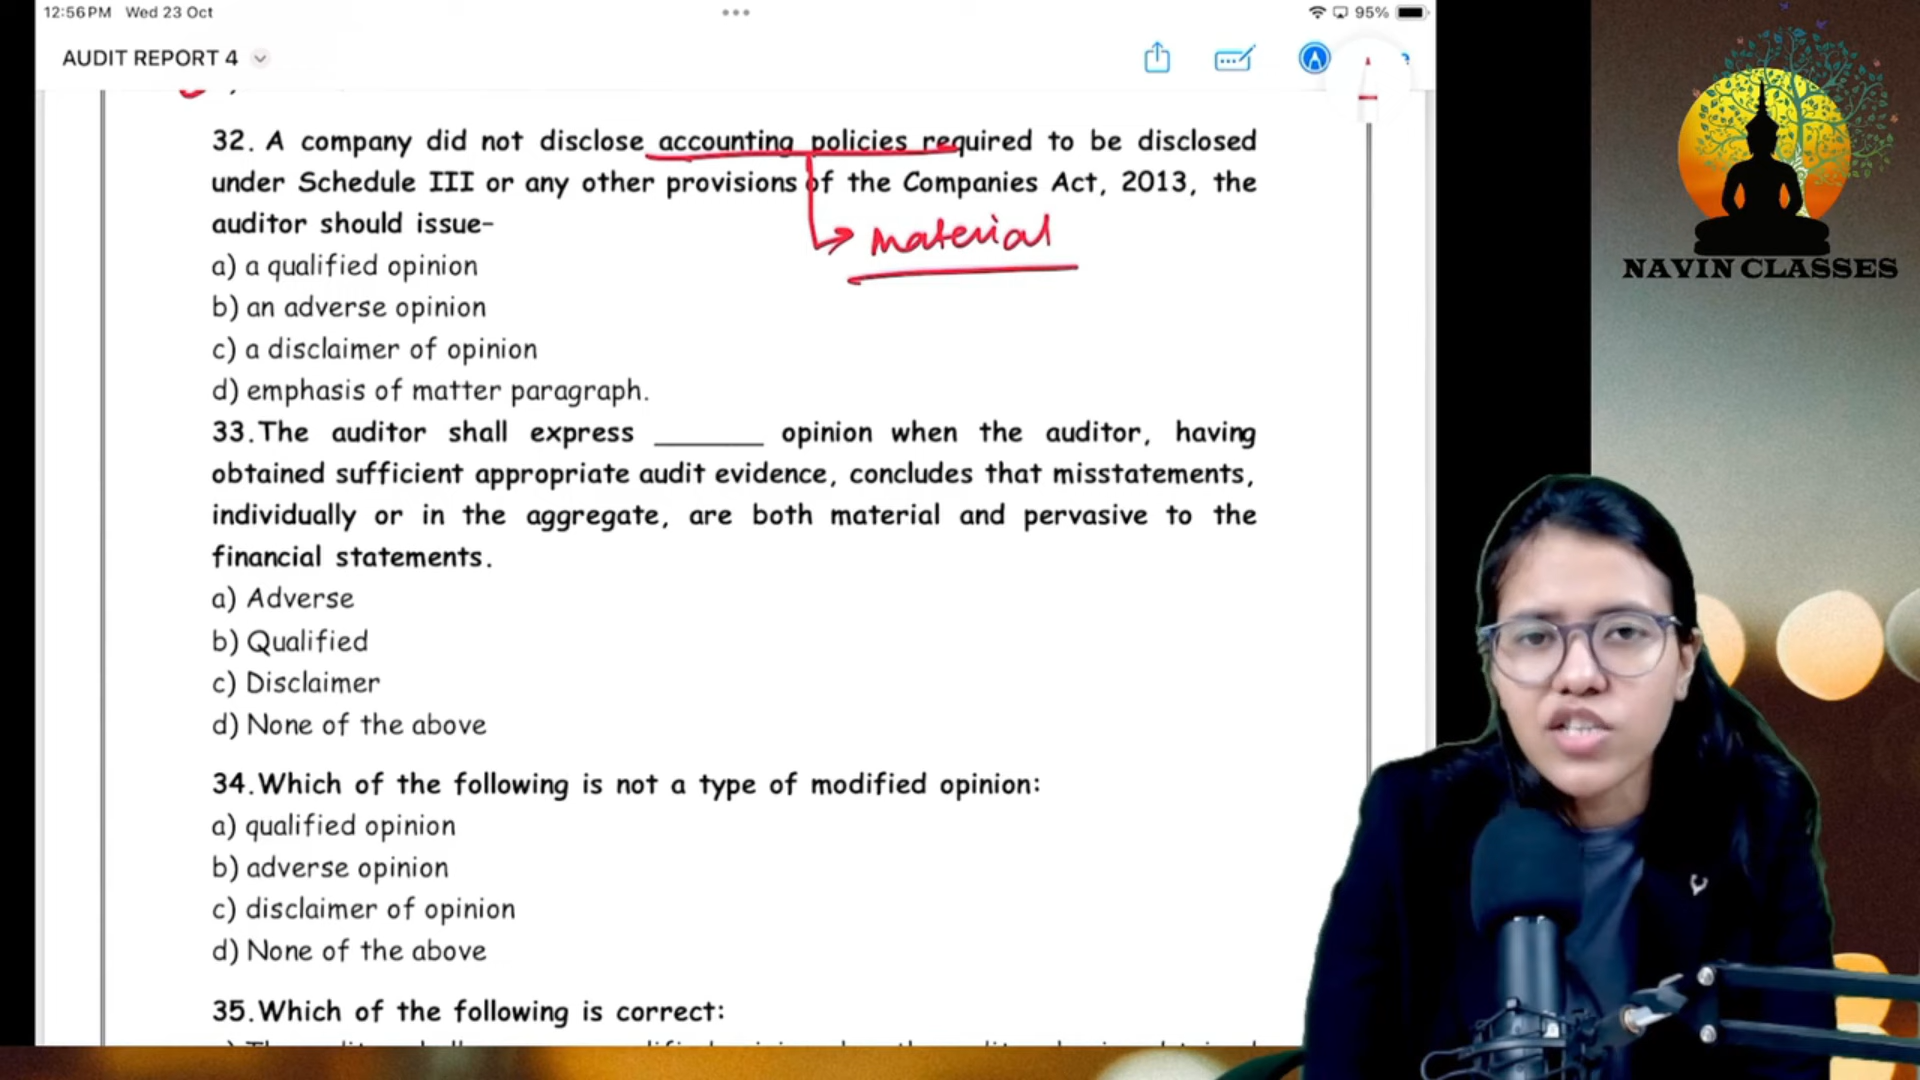 12:56 PM Wed 23 Oct
95%
AUDIT REPORT 4
32. A company did not disclose accounting policies required to be disclosed
under Schedule III or any other provisions of the Companies Act, 2013, the
auditor should issue-
material
a) a qualified opinion
b) an adverse opinion
c) a disclaimer of opinion
d) emphasis of matter paragraph.
33.The auditor shall express _______ opinion when the auditor, having
obtained sufficient appropriate audit evidence, concludes that misstatements,
individually or in the aggregate, are both material and pervasive to the
financial statements.
a) Adverse
b) Qualified
c) Disclaimer
d) None of the above
34.Which of the following is not a type of modified opinion:
a) qualified opinion
b) adverse opinion
c) disclaimer of opinion
d) None of the above
35.Which of the following is correct:
NAVIN CLASSES